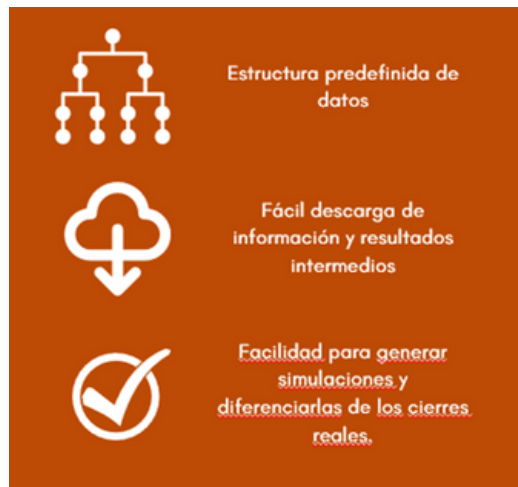 Estructura predefinida de
datos
Fácil descarga de
información y resultados
intermedios
Facilidad para generar
simulaciones y
diferenciarlas de los cierres
reales.